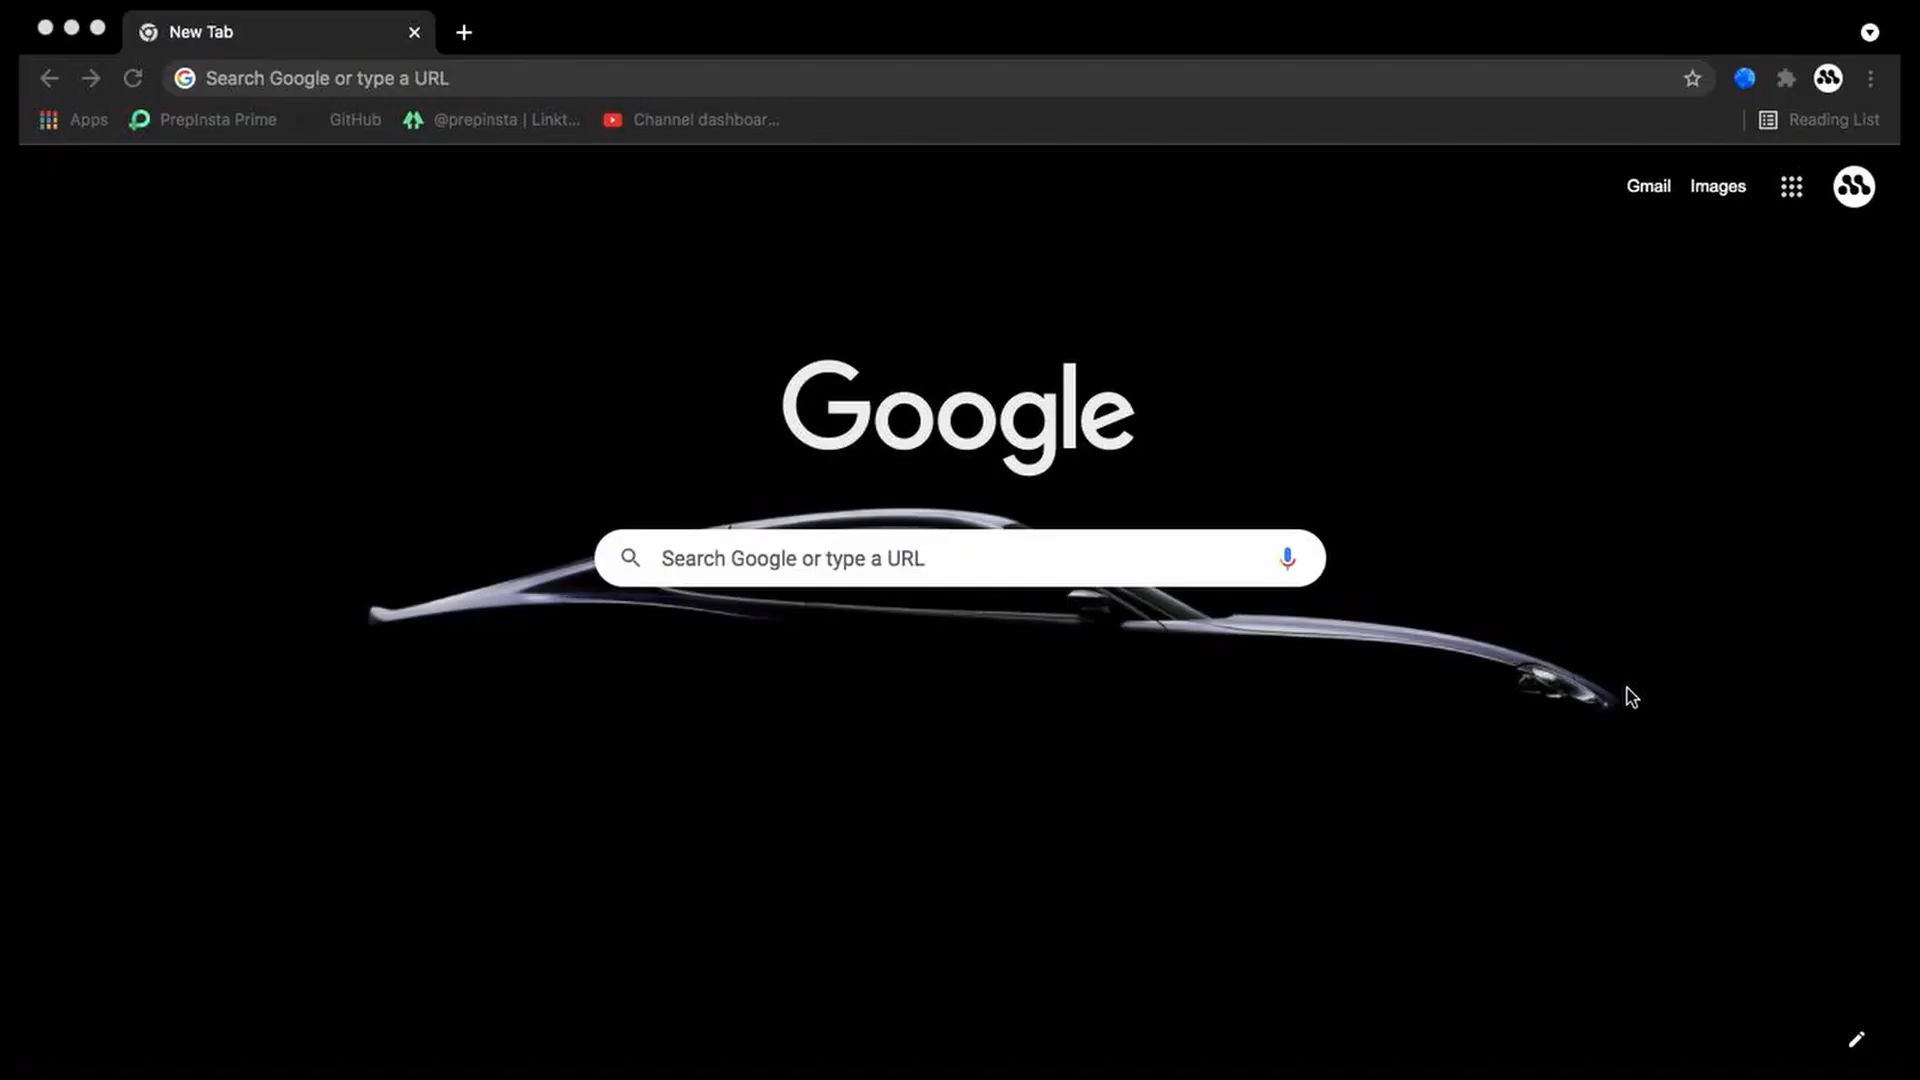 New Tab
Search Google or type a URL
Apps PrepInsta Prime GitHub @prepinsta | Linkt... Channel dashboar... Reading List
Gmail Images
Google
Search Google or type a URL